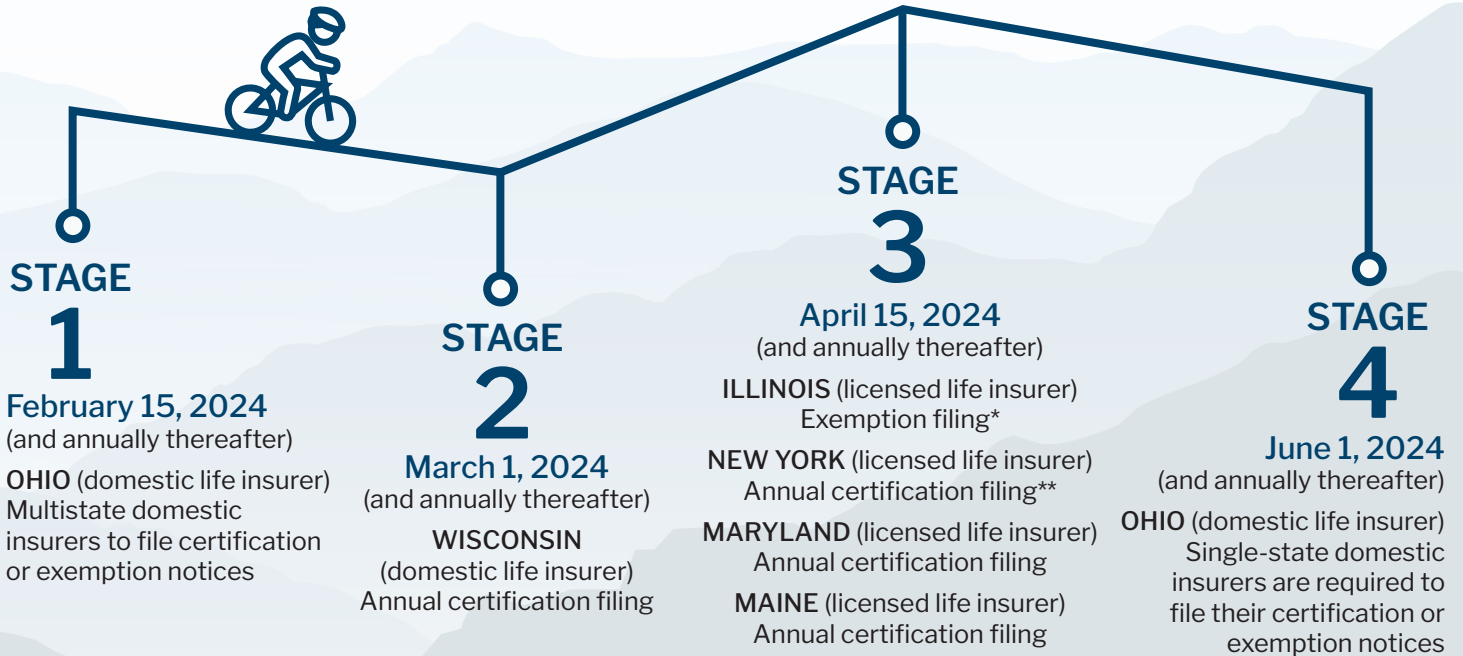 STAGE
1
February 15, 2024
(and annually thereafter)
OHIO (domestic life insurer)
Multistate domestic
insurers to file certification
or exemption notices
STAGE
2
March 1, 2024
(and annually thereafter)
WISCONSIN
(domestic life insurer)
Annual certification filing
STAGE
3
April 15, 2024
(and annually thereafter)
ILLINOIS (licensed life insurer)
Exemption filing*
NEW YORK (licensed life insurer)
Annual certification filing**
MARYLAND (licensed life insurer)
Annual certification filing
MAINE (licensed life insurer)
Annual certification filing
STAGE
4
June 1, 2024
(and annually thereafter)
OHIO (domestic life insurer)
Single-state domestic
insurers are required to
file their certification or
exemption notices